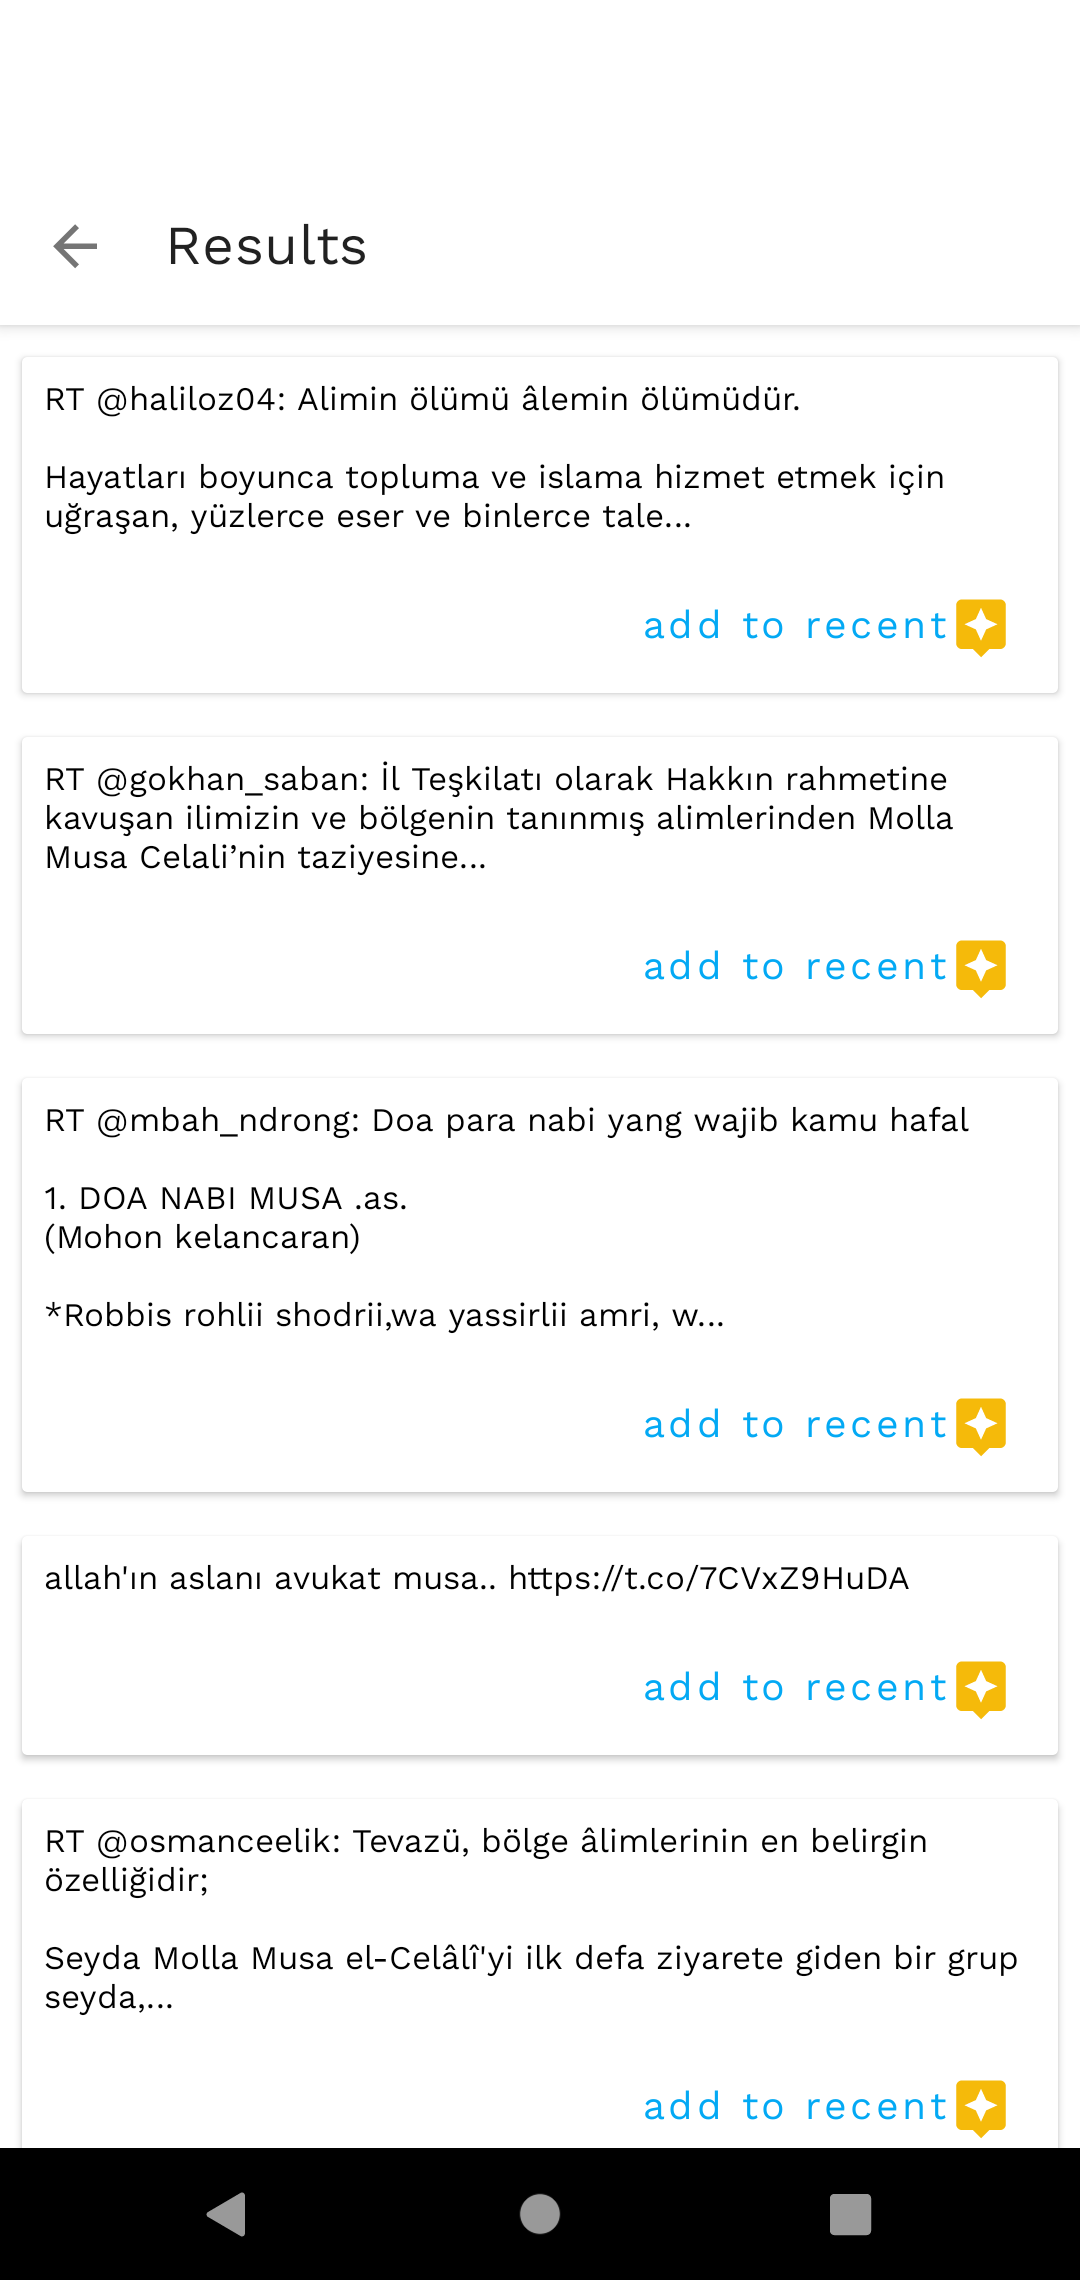 Results
RT @haliloz04: Alimin ölümü âlemin ölümüdür.
Hayatları boyunca topluma ve islama hizmet etmek için
uğraşan, yüzlerce eser ve binlerce tale...
add to recent
RT @gokhan_saban: İl Teşkilatı olarak Hakkın rahmetine
kavuşan ilimizin ve bölgenin tanınmış alimlerinden Molla
Musa Celali’nin taziyesine...
add to recent
RT @mbah_ndrong: Doa para nabi yang wajib kamu hafal
1. DOA NABI MUSA .as.
(Mohon kelancaran)
*Robbis rohlii shodrii,wa yassirlii amri, w...
add to recent
allah'ın aslanı avukat musa.. https://t.co/7CVxZ9HuDA
add to recent
RT @osmanceelik: Tevazü, bölge âlimlerinin en belirgin
özelliğidir;
Seyda Molla Musa el-Celâlî'yi ilk defa ziyarete giden bir grup
seyda,...
add to recent